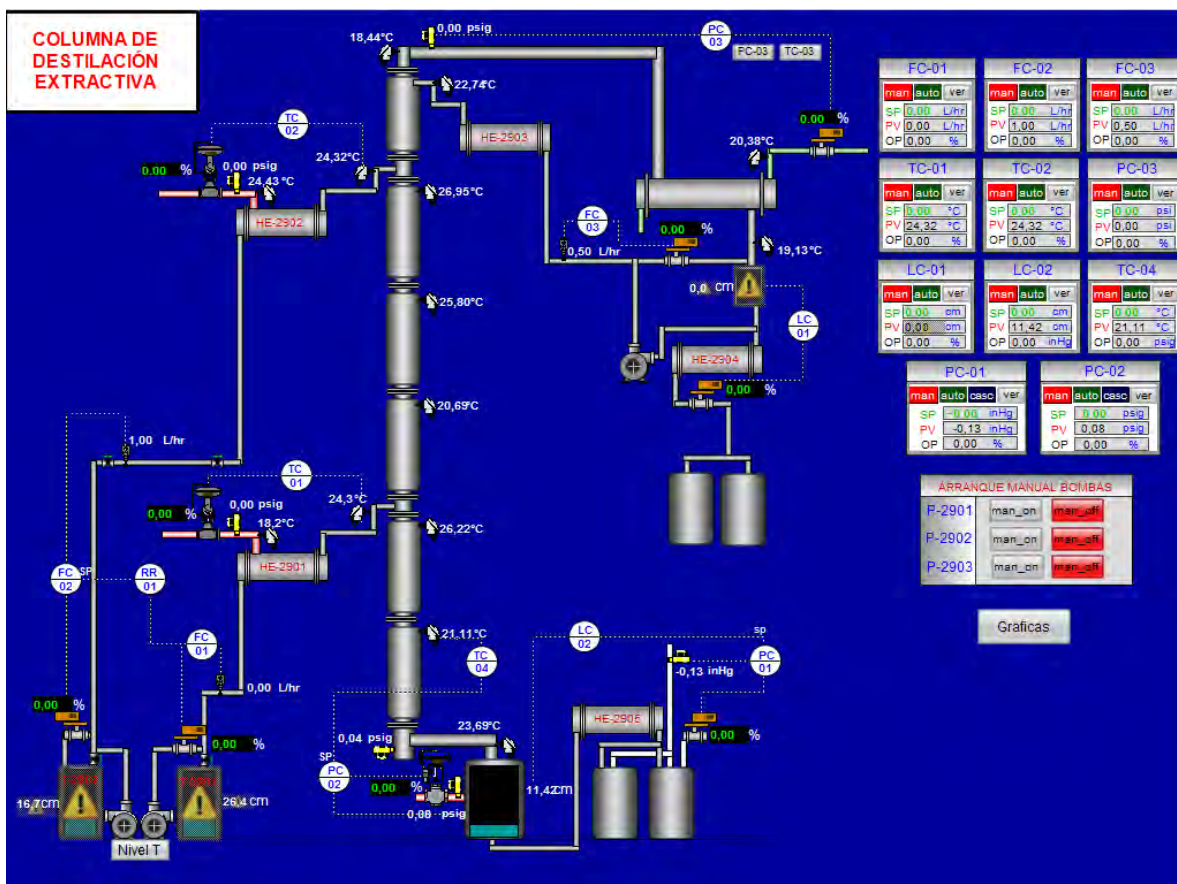 COLUMNA DE
DESTILACIÓN
EXTRACTIVA
0,00 psig
PC
03
PC-03
TC-03
18,44°C
22,74°C
HE-2903
0.00 %
20,38°C
TC
02
0.00 %
0,00 psig
24,43°C
24,32°C
HE-2902
26,95°C
FC
03
0.00 %
0,50 L/hr
19,13°C
0,0 cm
LC
01
25,80°C
HE-2904
0,00 %
20,69°C
1,00 L/hr
TC
01
0,00 %
0,00 psig
18,2°C
24,3°C
HE-2901
26,22°C
FC
02
SP
RR
01
FC
01
0,00 L/hr
21,11°C
TC
04
LC
02
sp
PC
01
-0,13 inHg
HE-2905
0,00 %
23,69°C
0,04 psig
SP
PC
02
0,00 %
11,42cm
0,00 %
0,00 %
16,7cm
26,4 cm
Nivel T
FC-01
man auto ver
SP 0,00 L/hr
PV 0,00 L/hr
OP 0,00 %
FC-02
man auto ver
SP 0,00 L/hr
PV 1,00 L/hr
OP 0,00 %
FC-03
man auto ver
SP 0,00 L/hr
PV 0,50 L/hr
OP 0,00 %
TC-01
man auto ver
SP 0,00 °C
PV 24,32 °C
OP 0,00 %
TC-02
man auto ver
SP 0,00 °C
PV 24,32 °C
OP 0,00 %
PC-03
man auto ver
SP 0,00 psi
PV 0,00 psi
OP 0,00 %
LC-01
man auto ver
SP 0,00 cm
PV 0,00 cm
OP 0,00 %
LC-02
man auto ver
SP 0,00 cm
PV 11,42 cm
OP 0,00 inHg
TC-04
man auto ver
SP 0,00 °C
PV 21,11 °C
OP 0,00 psig
PC-01
man auto casc ver
SP -0,00 inHg
PV -0,13 inHg
OP 0,00 %
PC-02
man auto casc ver
SP 0,00 psig
PV 0,08 psig
OP 0,00 %
ARRANQUE MANUAL BOMBAS
P-2901 man_on man_off
P-2902 man_on man_off
P-2903 man_on man_off
Graficas